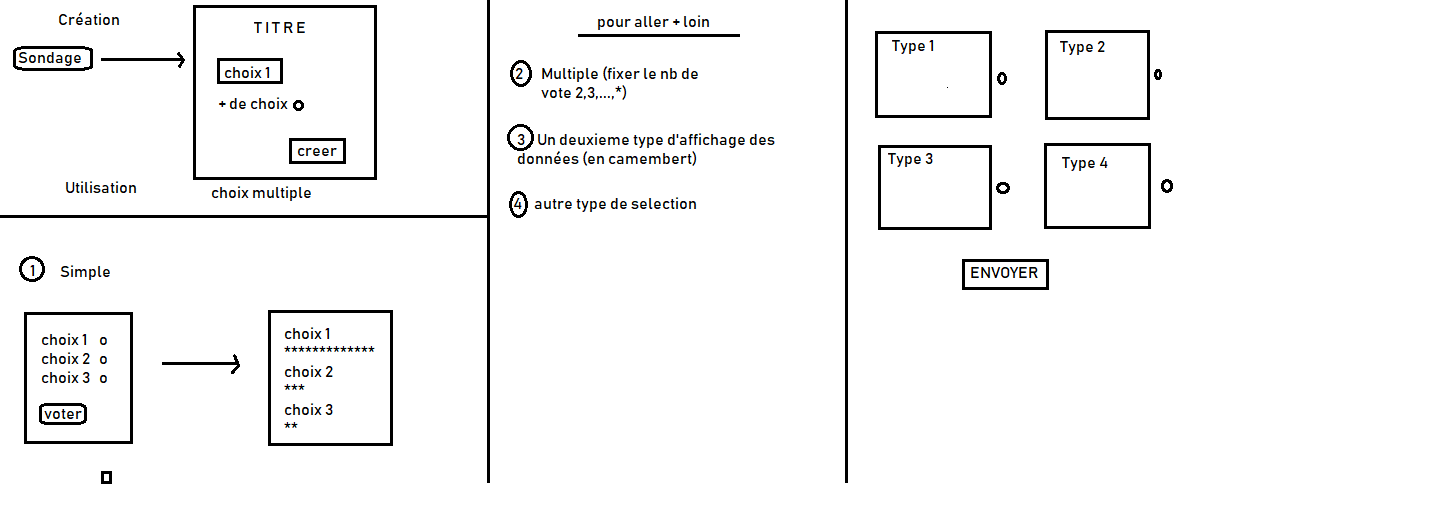 Création
Sondage
TITRE
choix 1
+ de choix
creer
Utilisation
choix multiple
1 Simple
choix 1 o
choix 2 o
choix 3 o
voter
choix 1
*************
choix 2
***
choix 3
**
pour aller + loin
2 Multiple (fixer le nb de
vote 2,3,...,*)
3 Un deuxieme type d'affichage des
données (en camembert)
4 autre type de selection
Type 1
Type 2
Type 3
Type 4
ENVOYER